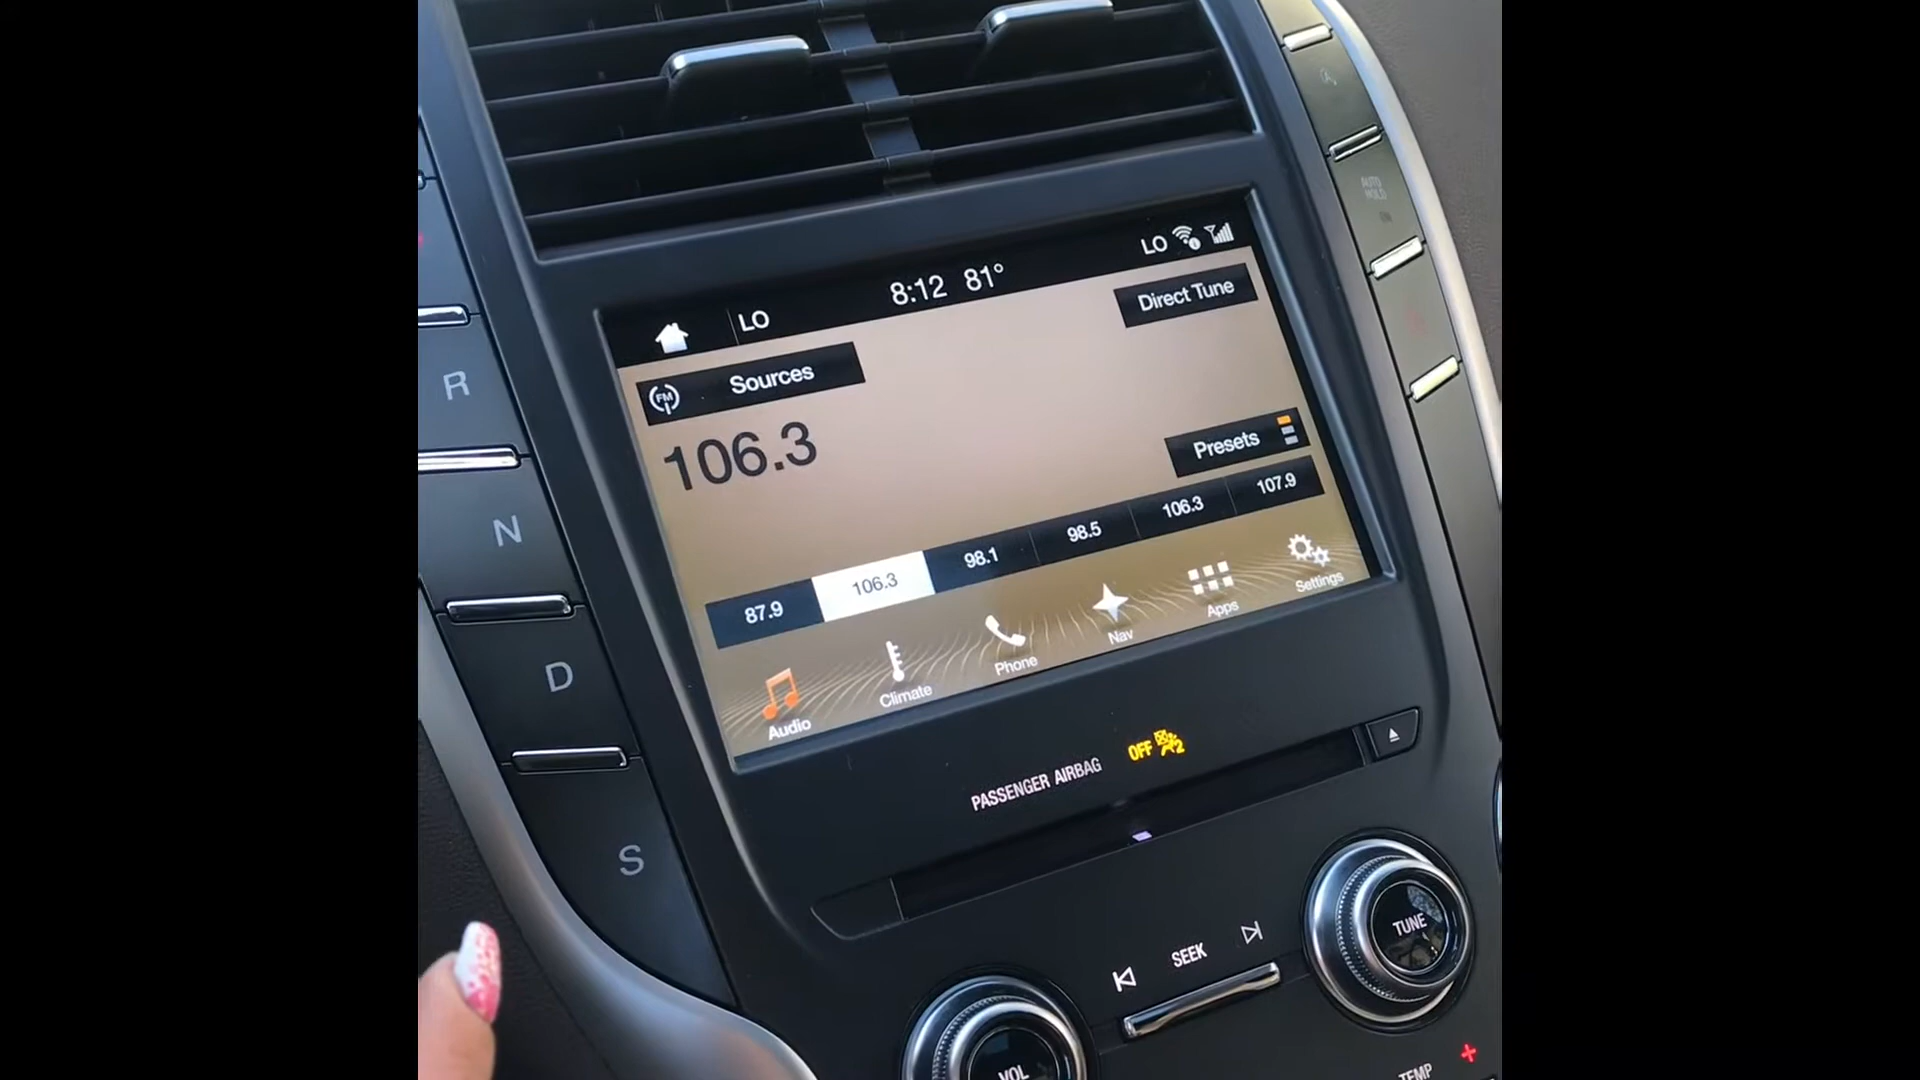 LO
8:12 81°
LO
Direct Tune
FM
Sources
106.3
Presets
87.9
106.3
98.1
98.5
106.3
107.9
Audio
Climate
Phone
Nav
Apps
Settings
R
N
D
S
AUTO
HOLD
PASSENGER AIRBAG
OFF
2
SEEK
TUNE
VOL
TEMP
+